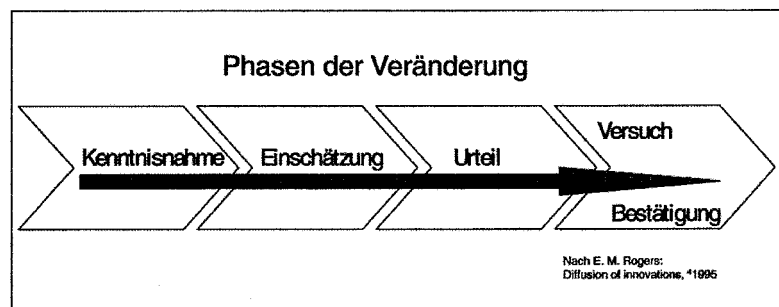 Phasen der Veränderung
Kenntnisnahme Einschätzung Urteil Versuch
Bestätigung
Nach E. M. Rogers:
Diffusion of innovations, ⁴1995